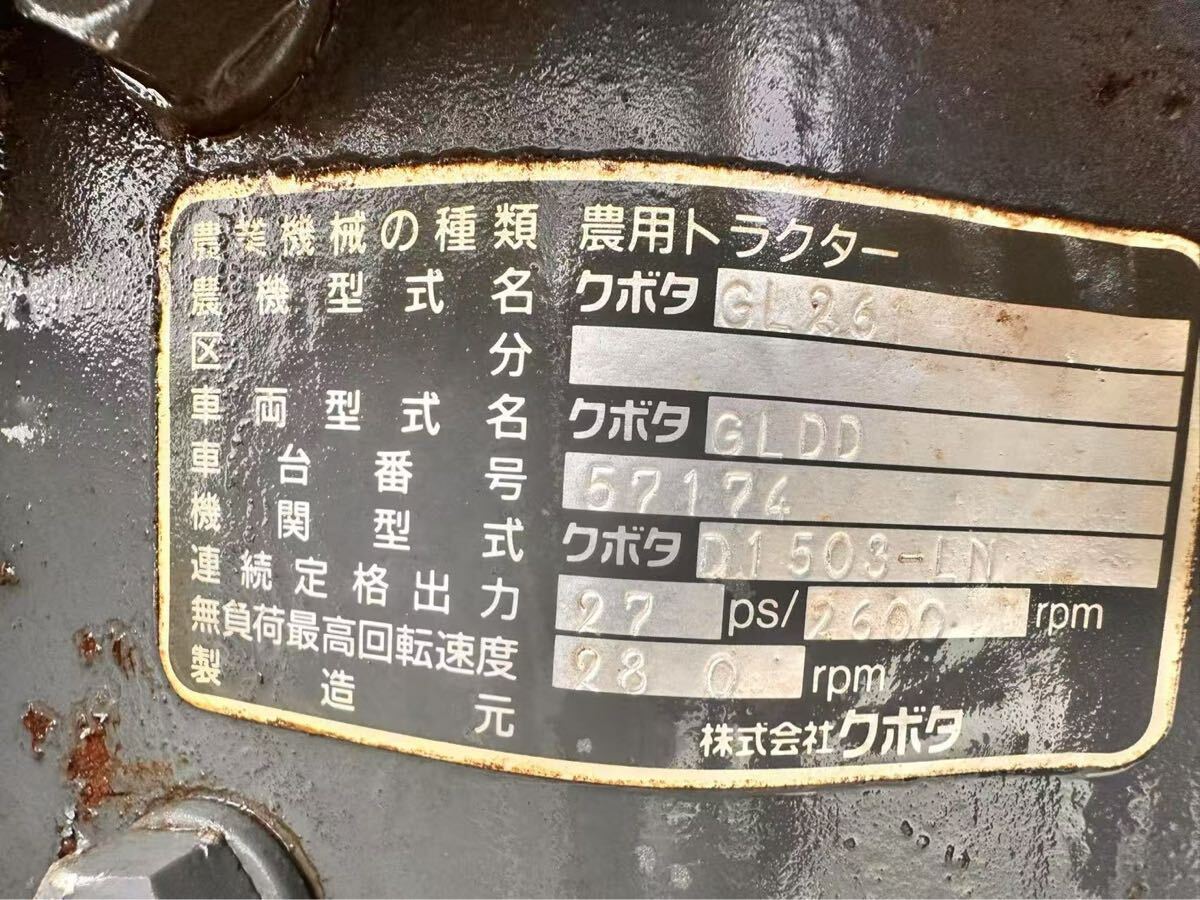 農業機械の種類 農用トラクター
農機型式名 クボタ GL261
区分
車両型式名 クボタ GLDD
車台番号 57174
機関型式 クボタ D1503-LN
連続定格出力 27 ps/2600 rpm
無負荷最高回転速度 28 0 rpm
製造元 株式会社クボタ